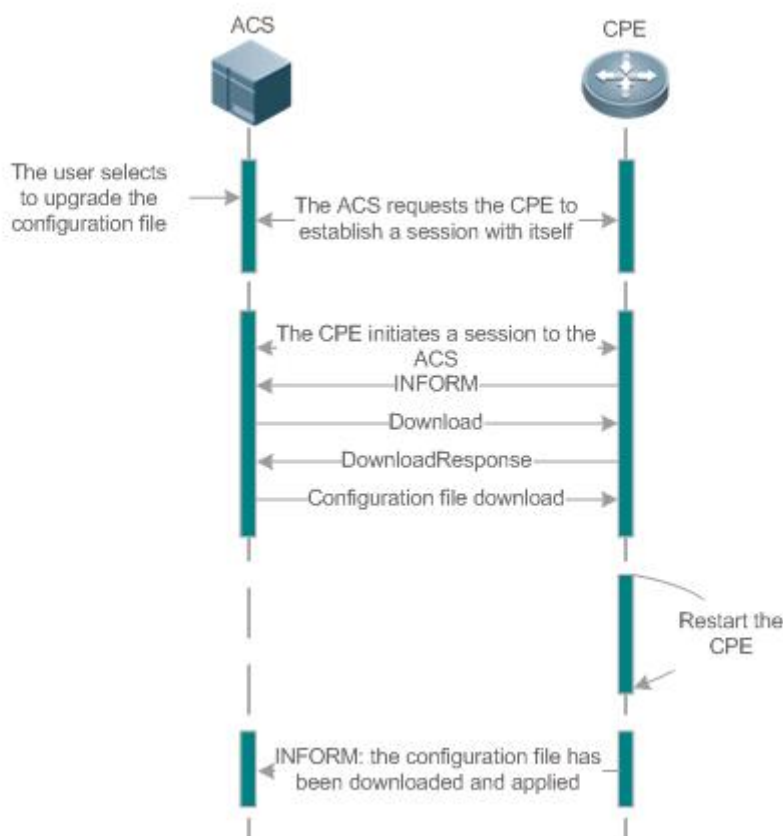 ACS
CPE
The user selects
to upgrade the
configuration file
The ACS requests the CPE to
establish a session with itself
The CPE initiates a session to the
ACS
INFORM
Download
DownloadResponse
Configuration file download
Restart the
CPE
INFORM: the configuration file has
been downloaded and applied